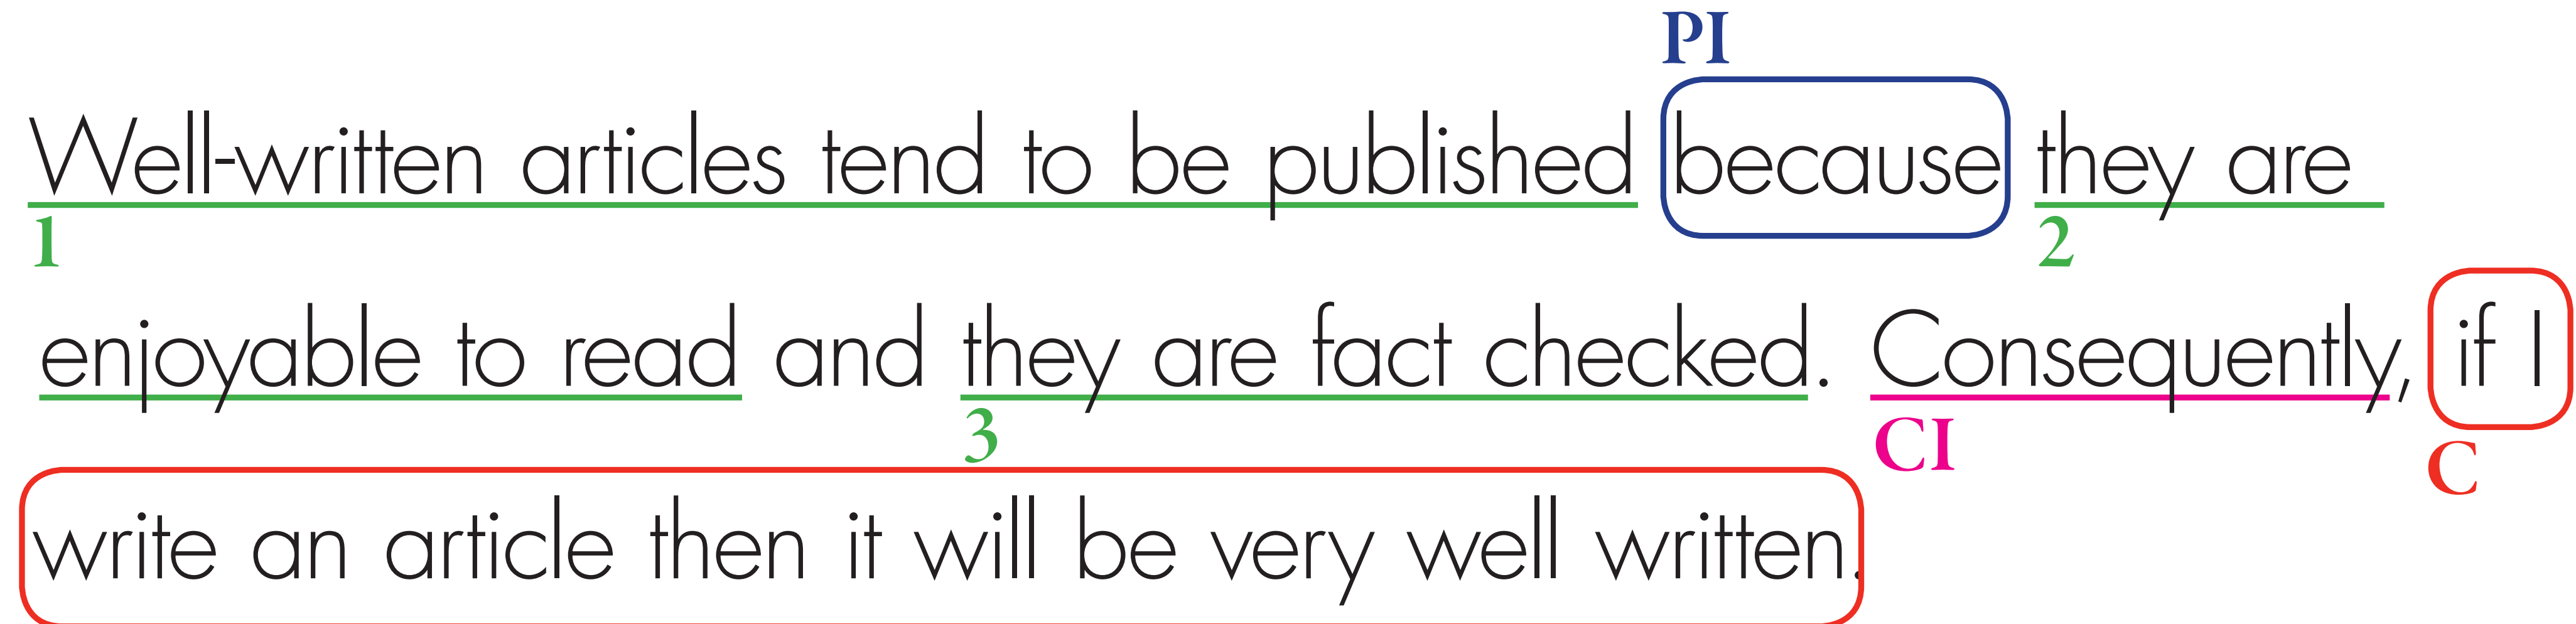 PI
Well-written articles tend to be published because they are
1 2
enjoyable to read and they are fact checked. Consequently, if I
3 CI C
write an article then it will be very well written.